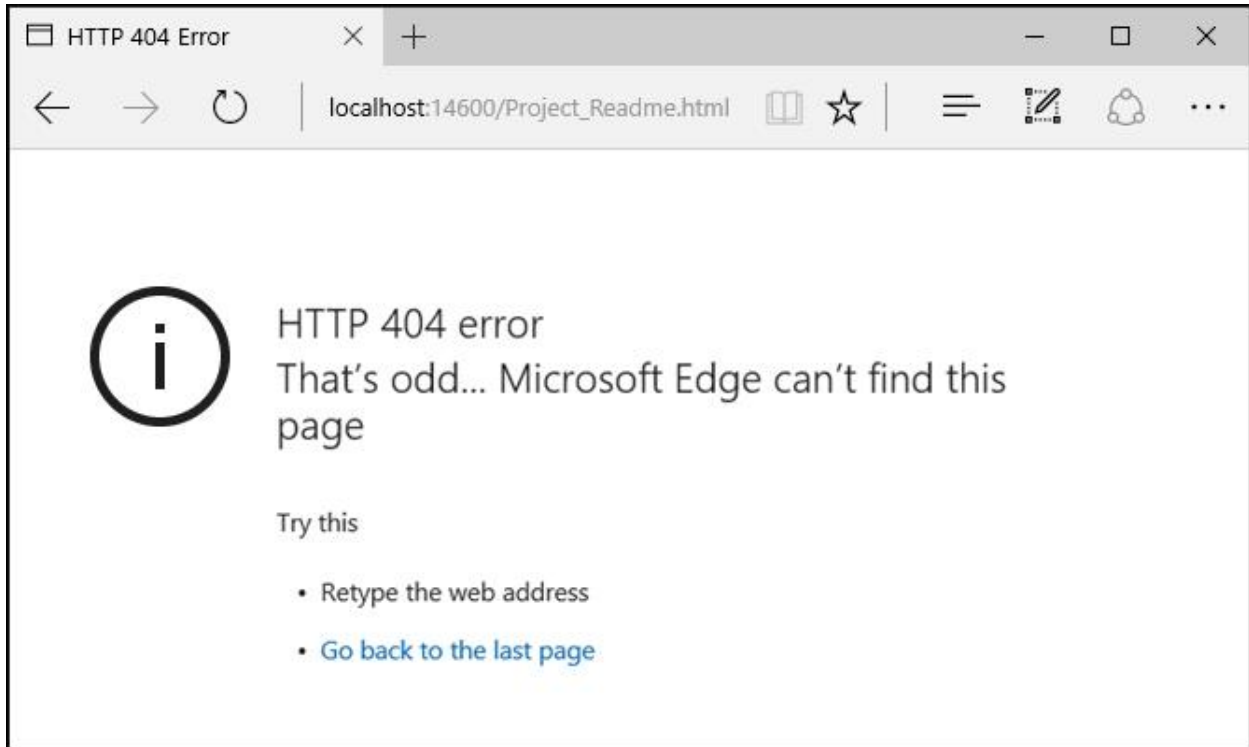 HTTP 404 Error
localhost:14600/Project_Readme.html
HTTP 404 error
That's odd... Microsoft Edge can't find this
page
Try this
• Retype the web address
• Go back to the last page